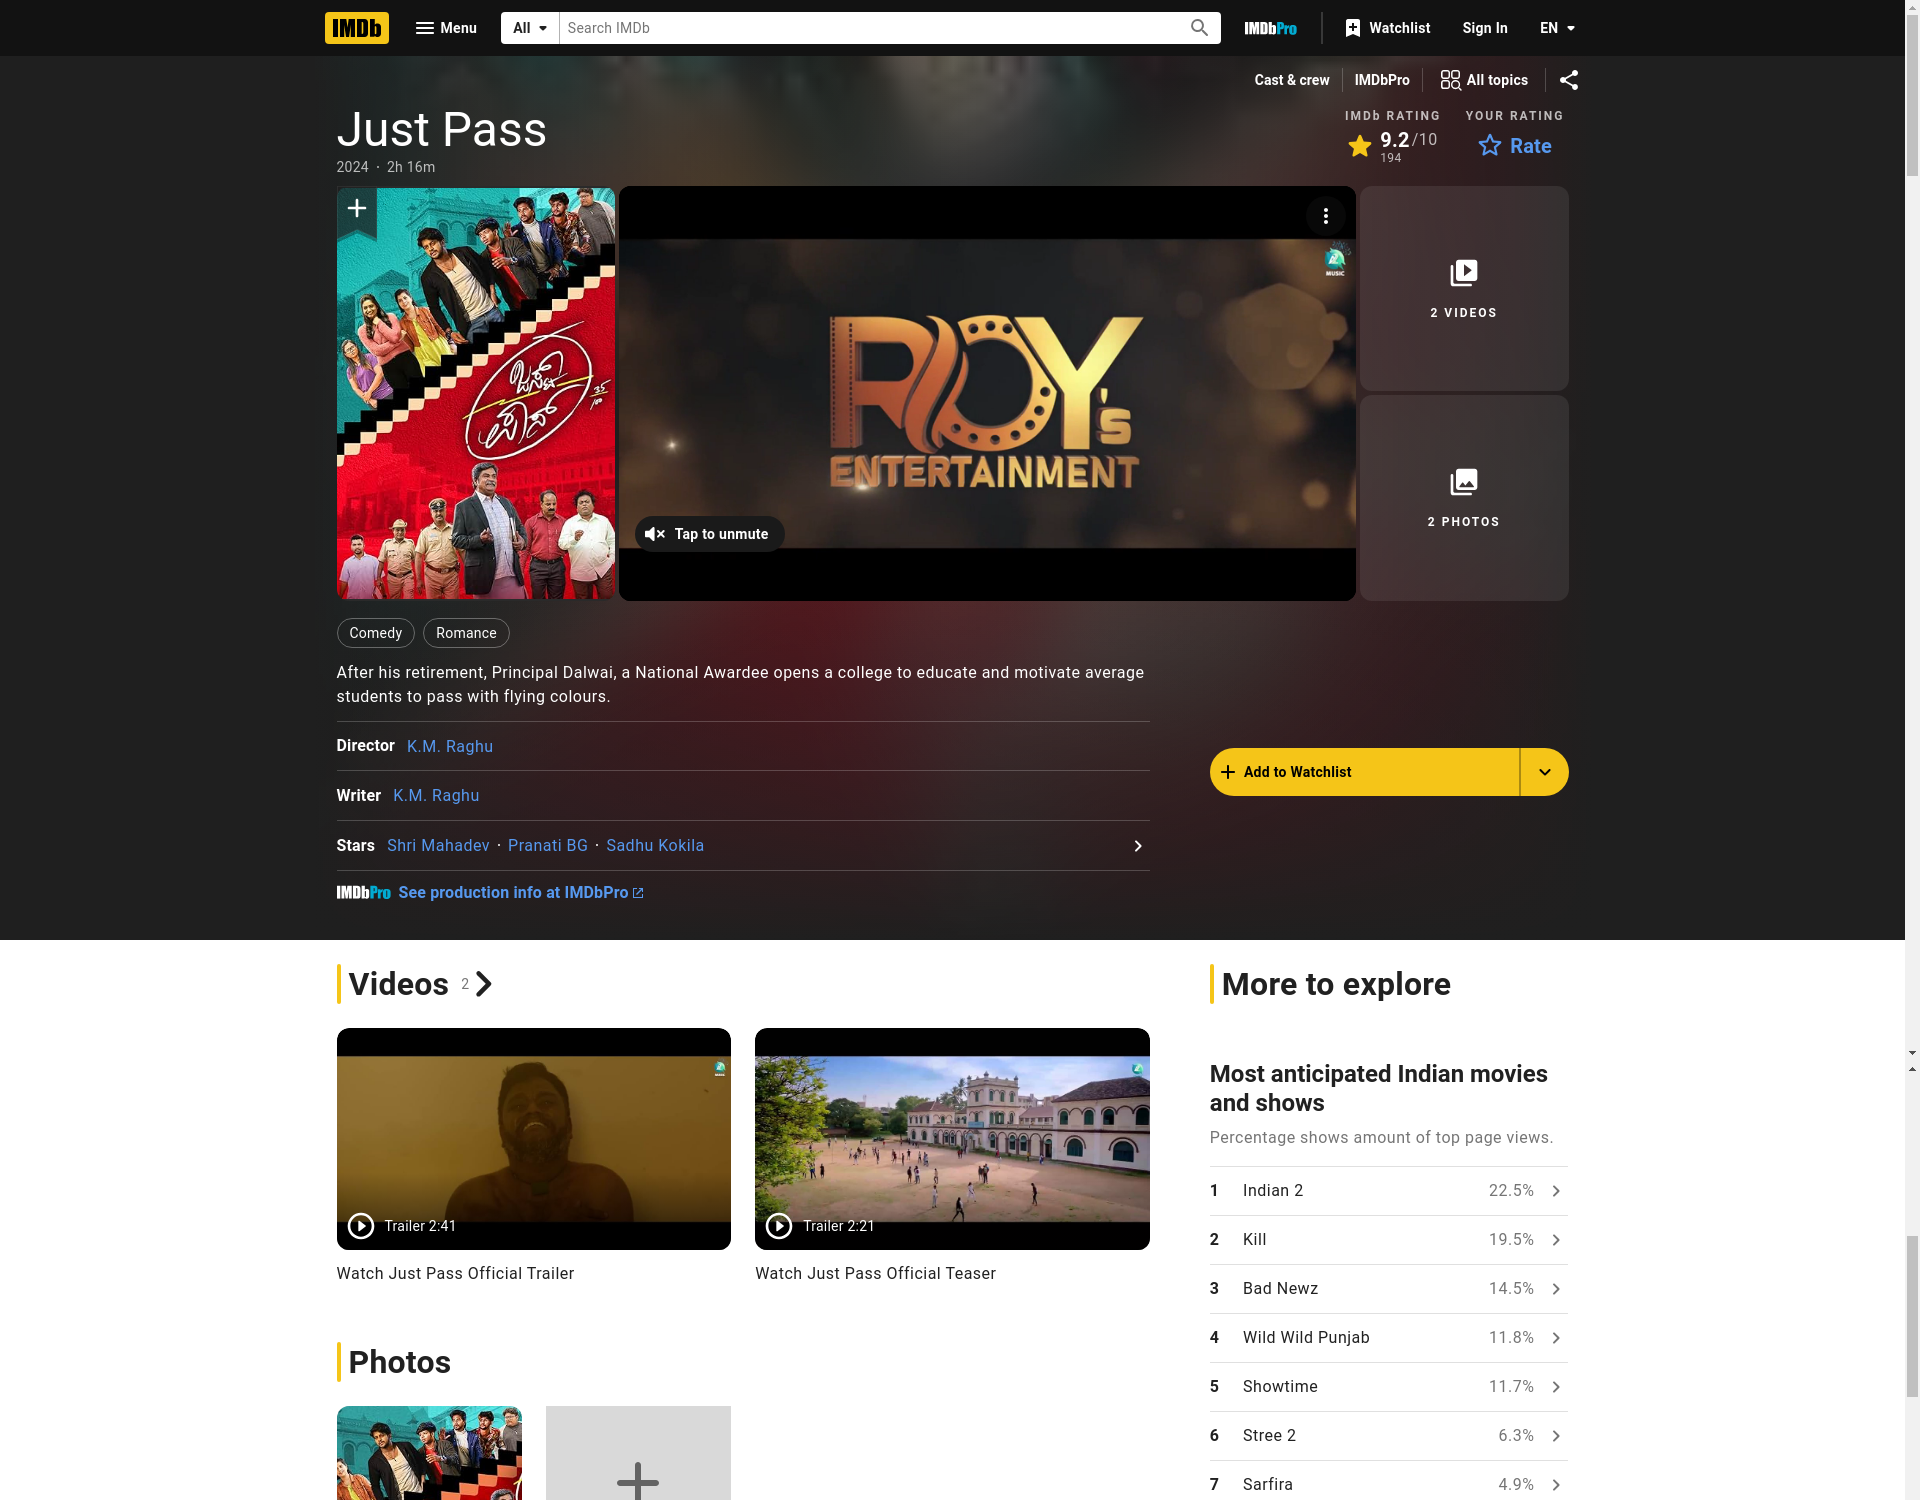 IMDb
Menu
All
Search IMDb
IMDbPro
Watchlist
Sign In
EN
Cast & crew
IMDbPro
All topics
Just Pass
2024 · 2h 16m
IMDb RATING
9.2/10
194
YOUR RATING
Rate
ಜಸ್ಟ್
ಪಾಸ್
35
MUSIC
ROY's
ENTERTAINMENT
Tap to unmute
2 VIDEOS
2 PHOTOS
Comedy
Romance
After his retirement, Principal Dalwai, a National Awardee opens a college to educate and motivate average
students to pass with flying colours.
Director K.M. Raghu
Writer K.M. Raghu
Stars Shri Mahadev · Pranati BG · Sadhu Kokila
IMDbPro See production info at IMDbPro
Add to Watchlist
Videos 2
Trailer 2:41
Watch Just Pass Official Trailer
Trailer 2:21
Watch Just Pass Official Teaser
Photos
More to explore
Most anticipated Indian movies
and shows
Percentage shows amount of top page views.
1 Indian 2 22.5%
2 Kill 19.5%
3 Bad Newz 14.5%
4 Wild Wild Punjab 11.8%
5 Showtime 11.7%
6 Stree 2 6.3%
7 Sarfira 4.9%